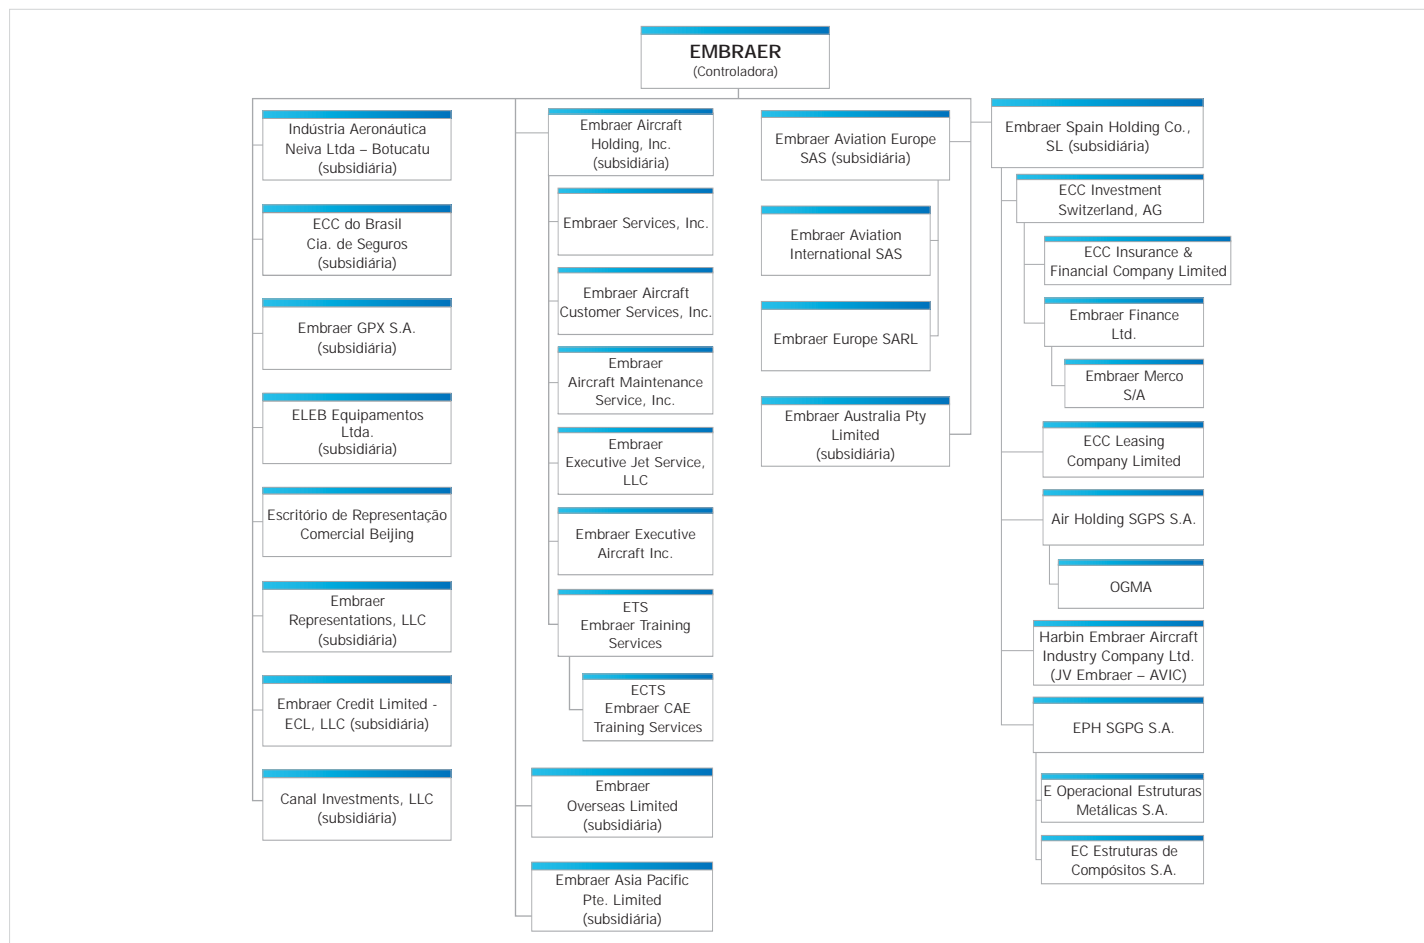 EMBRAER
(Controladora)
Indústria Aeronáutica
Neiva Ltda – Botucatu
(subsidiária)
ECC do Brasil
Cia. de Seguros
(subsidiária)
Embraer GPX S.A.
(subsidiária)
ELEB Equipamentos
Ltda.
(subsidiária)
Escritório de Representação
Comercial Beijing
Embraer
Representations, LLC
(subsidiária)
Embraer Credit Limited -
ECL, LLC (subsidiária)
Canal Investments, LLC
(subsidiária)
Embraer Aircraft
Holding, Inc.
(subsidiária)
Embraer Services, Inc.
Embraer Aircraft
Customer Services, Inc.
Embraer
Aircraft Maintenance
Service, Inc.
Embraer
Executive Jet Service,
LLC
Embraer Executive
Aircraft Inc.
ETS
Embraer Training
Services
ECTS
Embraer CAE
Training Services
Embraer
Overseas Limited
(subsidiária)
Embraer Asia Pacific
Pte. Limited
(subsidiária)
Embraer Aviation Europe
SAS (subsidiária)
Embraer Aviation
International SAS
Embraer Europe SARL
Embraer Australia Pty
Limited
(subsidiária)
Embraer Spain Holding Co.,
SL (subsidiária)
ECC Investment
Switzerland, AG
ECC Insurance &
Financial Company Limited
Embraer Finance
Ltd.
Embraer Merco
S/A
ECC Leasing
Company Limited
Air Holding SGPS S.A.
OGMA
Harbin Embraer Aircraft
Industry Company Ltd.
(JV Embraer – AVIC)
EPH SGPG S.A.
E Operacional Estruturas
Metálicas S.A.
EC Estruturas de
Compósitos S.A.